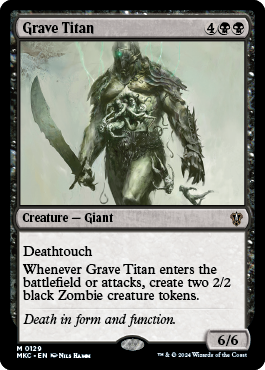 Grave Titan 4
Creature — Giant
Deathtouch
Whenever Grave Titan enters the
battlefield or attacks, create two 2/2
black Zombie creature tokens.
Death in form and function.
6/6
M 0129
MKC • EN Nils Hamm
™ & © 2024 Wizards of the Coast